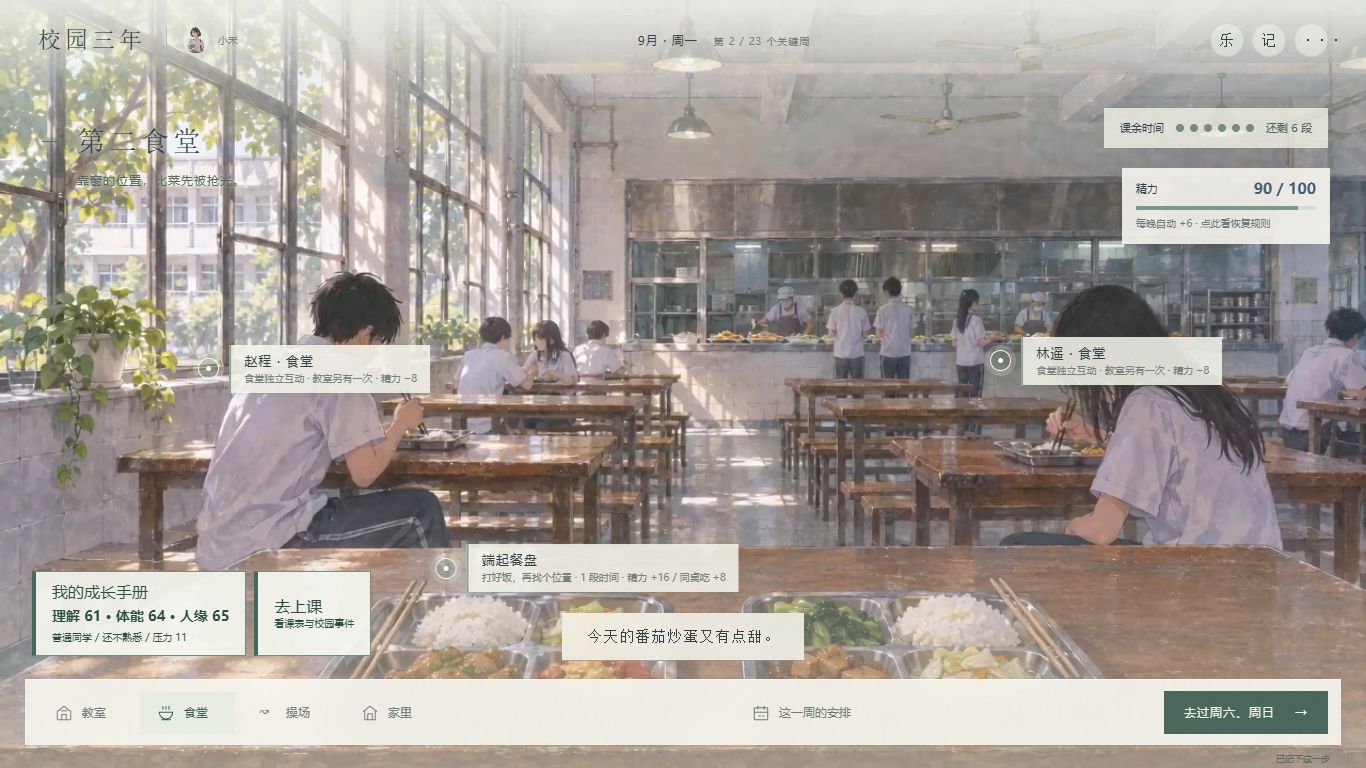 校园三年
小禾
9月 · 周一 第 2 / 23 个关键周
乐 记 ···
第二食堂
靠窗的位置，比菜先被抢光。
课余时间 还剩 6 段
精力 90 / 100
每晚自动 +6 · 点此看恢复规则
赵程 · 食堂
食堂独立互动 · 教室另有一次 · 精力 −8
林遥 · 食堂
食堂独立互动 · 教室另有一次 · 精力 −8
端起餐盘
打好饭，再找个位置 · 1 段时间 · 精力 +16 / 同桌吃 +8
我的成长手册
理解 61 • 体能 64 • 人缘 65
普通同学 / 还不熟悉 / 压力 11
去上课
看课表与校园事件
今天的番茄炒蛋又有点甜。
教室 食堂 操场 家里 这一周的安排 去过周六、周日 →
已记下这一步